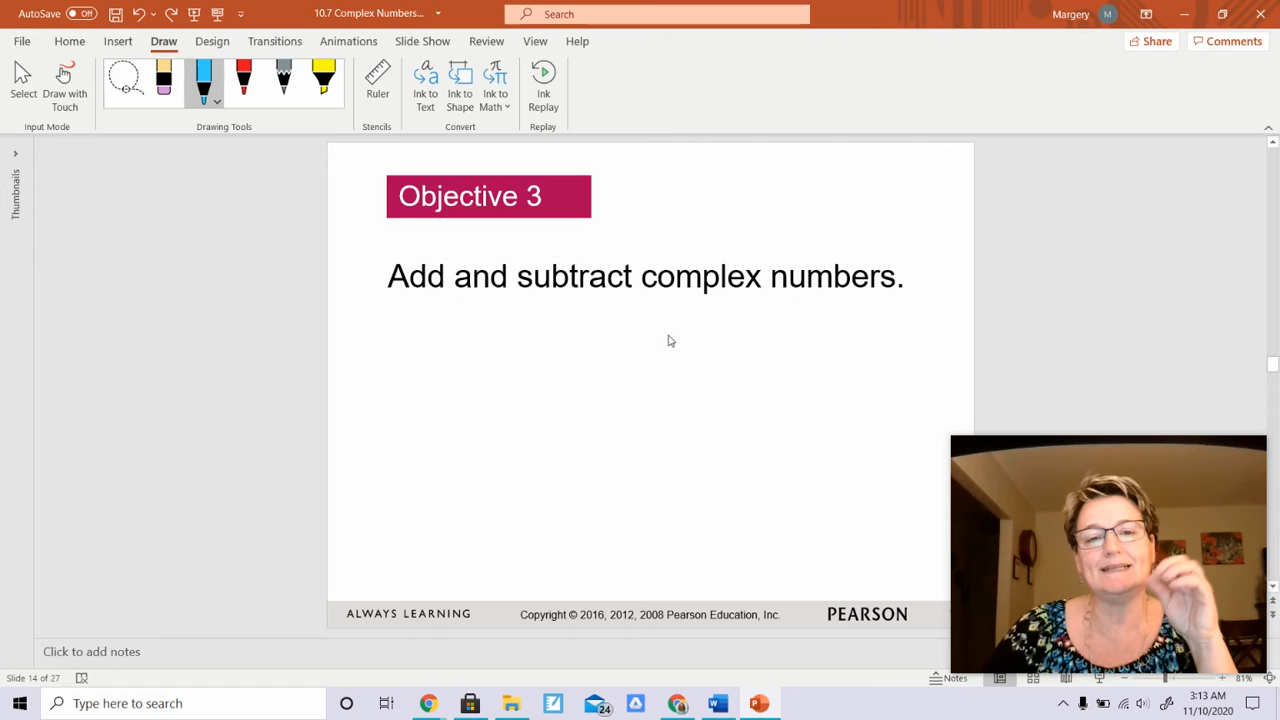 AutoSave Off
10.7 Complex Numbers...
Search
Margery M
File Home Insert Draw Design Transitions Animations Slide Show Review View Help
Share Comments
Select
Draw with Touch
Ruler
Ink to Text
Ink to Shape
Ink to Math
Ink Replay
Input Mode
Drawing Tools
Stencils
Convert
Replay
Thumbnails
Objective 3
Add and subtract complex numbers.
ALWAYS LEARNING
Copyright © 2016, 2012, 2008 Pearson Education, Inc.
PEARSON
Click to add notes
Slide 14 of 27
Notes
81%
Type here to search
24
3:13 AM
11/10/2020